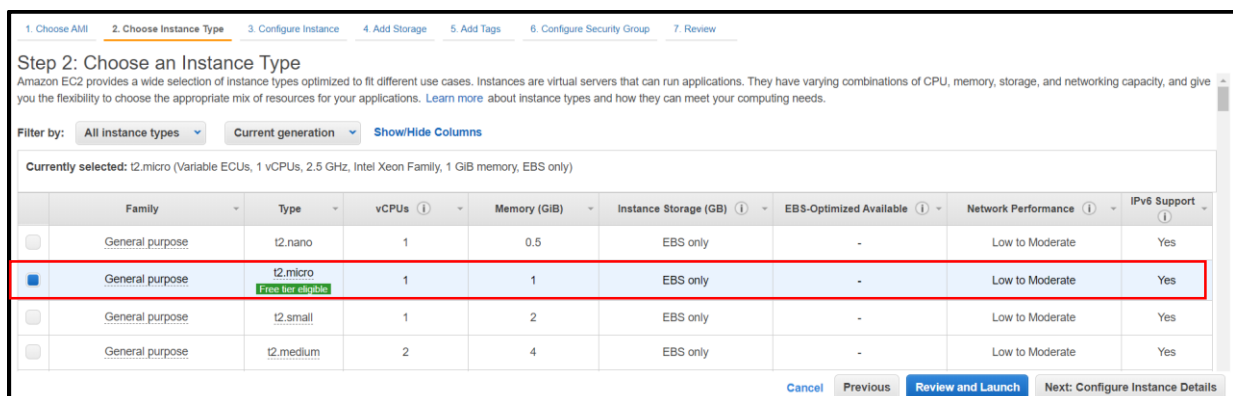 1. Choose AMI 2. Choose Instance Type 3. Configure Instance 4. Add Storage 5. Add Tags 6. Configure Security Group 7. Review
Step 2: Choose an Instance Type
Amazon EC2 provides a wide selection of instance types optimized to fit different use cases. Instances are virtual servers that can run applications. They have varying combinations of CPU, memory, storage, and networking capacity, and give
you the flexibility to choose the appropriate mix of resources for your applications. Learn more about instance types and how they can meet your computing needs.
Filter by: All instance types Current generation Show/Hide Columns
Currently selected: t2.micro (Variable ECUs, 1 vCPUs, 2.5 GHz, Intel Xeon Family, 1 GiB memory, EBS only)
Family Type vCPUs Memory (GiB) Instance Storage (GB) EBS-Optimized Available Network Performance IPv6 Support
General purpose t2.nano 1 0.5 EBS only - Low to Moderate Yes
General purpose t2.micro 1 1 EBS only - Low to Moderate Yes
Free tier eligible
General purpose t2.small 1 2 EBS only - Low to Moderate Yes
General purpose t2.medium 2 4 EBS only - Low to Moderate Yes
Cancel Previous Review and Launch Next: Configure Instance Details